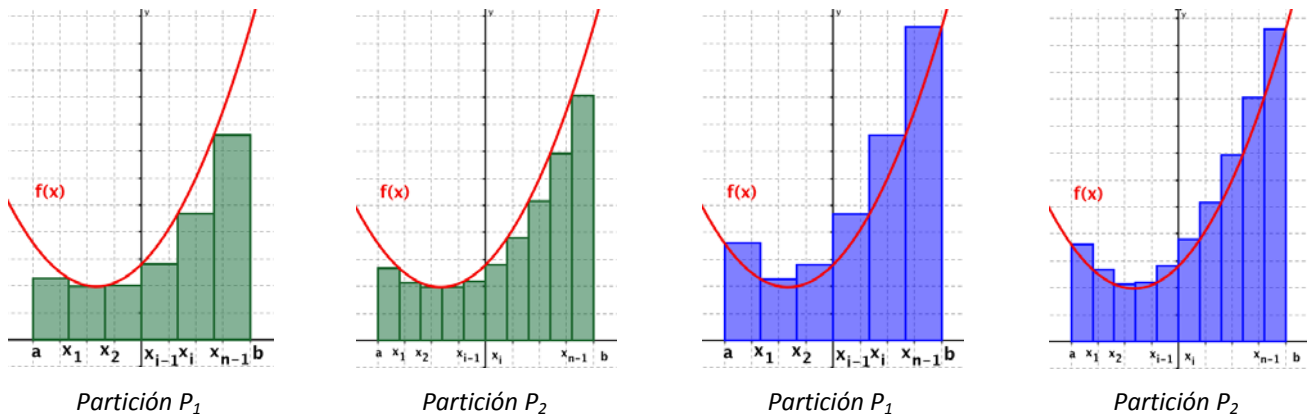 y
f(x)
a x₁ x₂ xᵢ₋₁ xᵢ xₙ₋₁ b
Partición P₁
y
f(x)
a x₁ x₂ xᵢ₋₁ xᵢ xₙ₋₁ b
Partición P₂
y
f(x)
a x₁ x₂ xᵢ₋₁ xᵢ xₙ₋₁ b
Partición P₁
y
f(x)
a x₁ x₂ xᵢ₋₁ xᵢ xₙ₋₁ b
Partición P₂